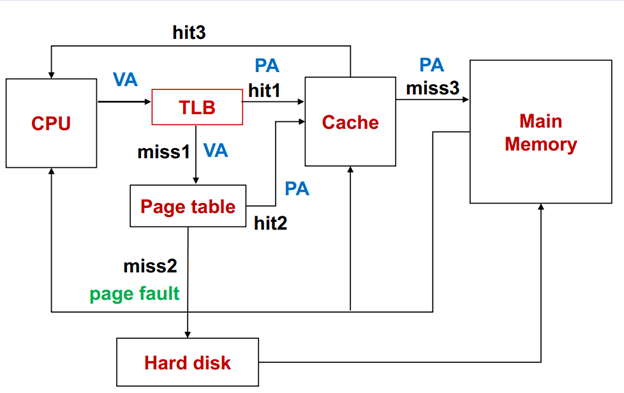 hit3
VA
PA
PA
CPU
TLB
hit1
Cache
miss3
Main
Memory
miss1
VA
PA
Page table
hit2
miss2
page fault
Hard disk